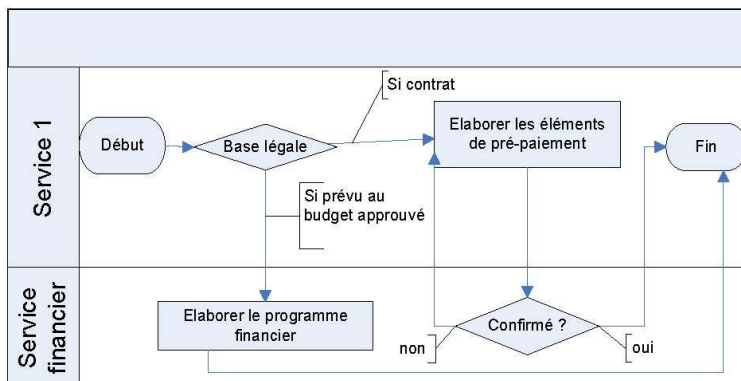 Service 1
Début
Base légale
Si contrat
Elaborer les éléments
de pré-paiement
Fin
Si prévu au
budget approuvé
Service
financier
Elaborer le programme
financier
non
Confirmé ?
oui